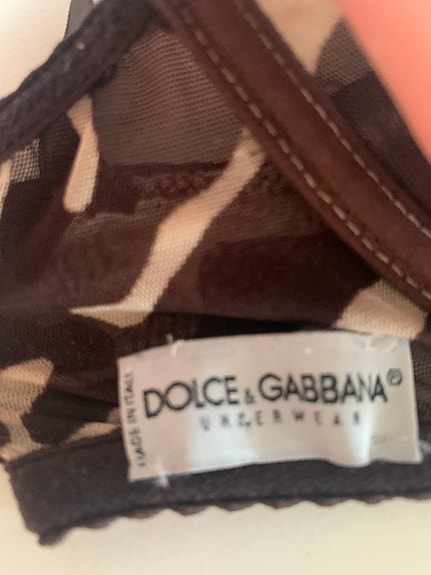 MADE IN ITALY
DOLCE & GABBANA®
UNDERWEAR